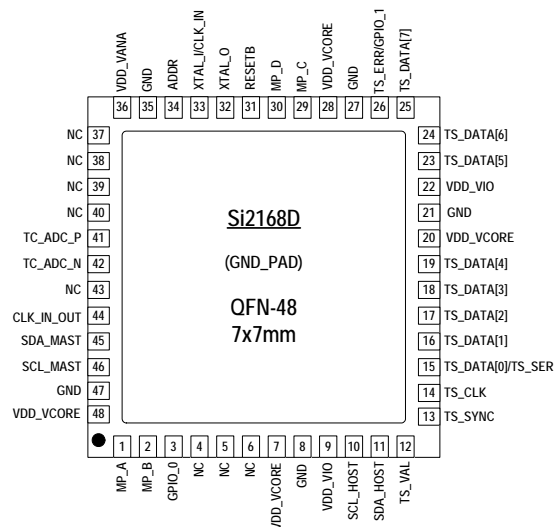 VDD_VANA
GND
ADDR
XTAL_I/CLK_IN
XTAL_O
RESETB
MP_D
MP_C
VDD_VCORE
GND
TS_ERR/GPIO_1
TS_DATA[7]
36 35 34 33 32 31 30 29 28 27 26 25
NC 37
NC 38
NC 39
NC 40
TC_ADC_P 41
TC_ADC_N 42
NC 43
CLK_IN_OUT 44
SDA_MAST 45
SCL_MAST 46
GND 47
VDD_VCORE 48
Si2168D
(GND_PAD)
QFN-48
7x7mm
24 TS_DATA[6]
23 TS_DATA[5]
22 VDD_VIO
21 GND
20 VDD_VCORE
19 TS_DATA[4]
18 TS_DATA[3]
17 TS_DATA[2]
16 TS_DATA[1]
15 TS_DATA[0]/TS_SER
14 TS_CLK
13 TS_SYNC
1 2 3 4 5 6 7 8 9 10 11 12
MP_A
MP_B
GPIO_0
NC
NC
NC
VDD_VCORE
GND
VDD_VIO
SCL_HOST
SDA_HOST
TS_VAL